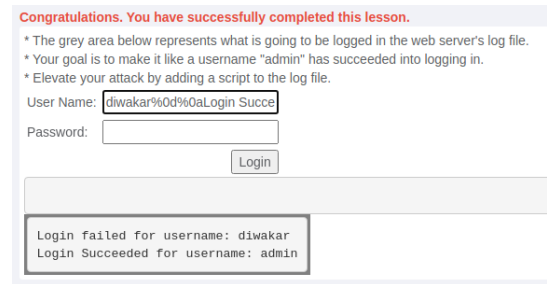 Congratulations. You have successfully completed this lesson.
* The grey area below represents what is going to be logged in the web server's log file.
* Your goal is to make it like a username "admin" has succeeded into logging in.
* Elevate your attack by adding a script to the log file.
User Name: diwakar%0d%0aLogin Succe
Password:
Login
Login failed for username: diwakar
Login Succeeded for username: admin